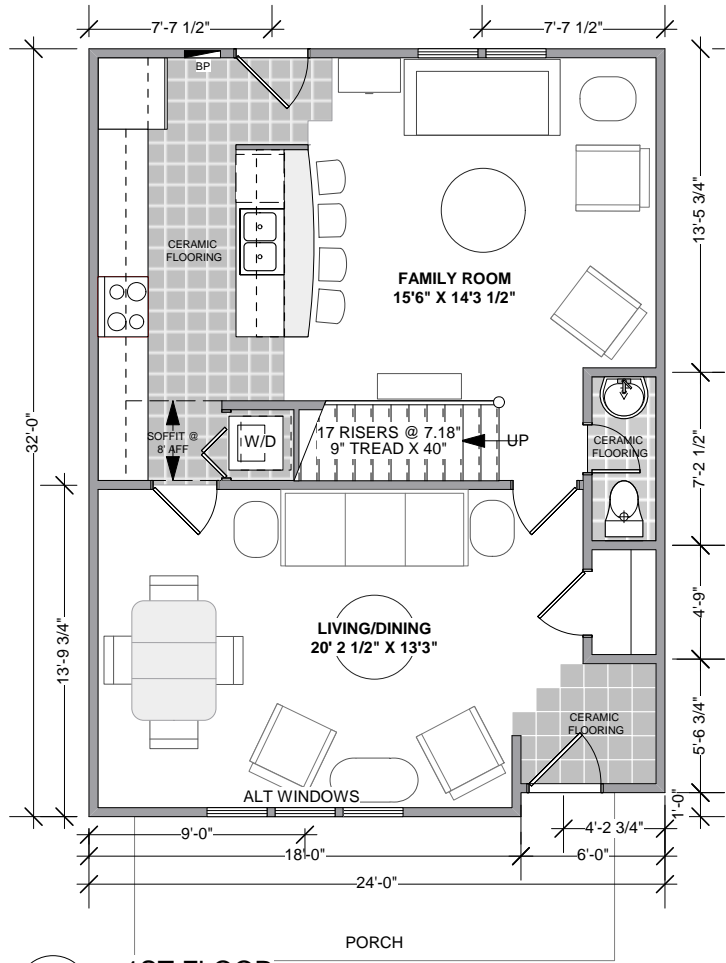 7'-7 1/2"
7'-7 1/2"
BP
CERAMIC
FLOORING
FAMILY ROOM
15'6" X 14'3 1/2"
13'-5 3/4"
32'-0"
SOFFIT @
8' AFF
W/D
17 RISERS @ 7.18"
9" TREAD X 40"
UP
CERAMIC
FLOORING
7'-2 1/2"
4'-9"
13'-9 3/4"
LIVING/DINING
20' 2 1/2" X 13'3"
CERAMIC
FLOORING
5'-6 3/4"
ALT WINDOWS
1'-0"
9'-0"
4'-2 3/4"
18'-0"
6'-0"
24'-0"
PORCH
1ST FLOOR